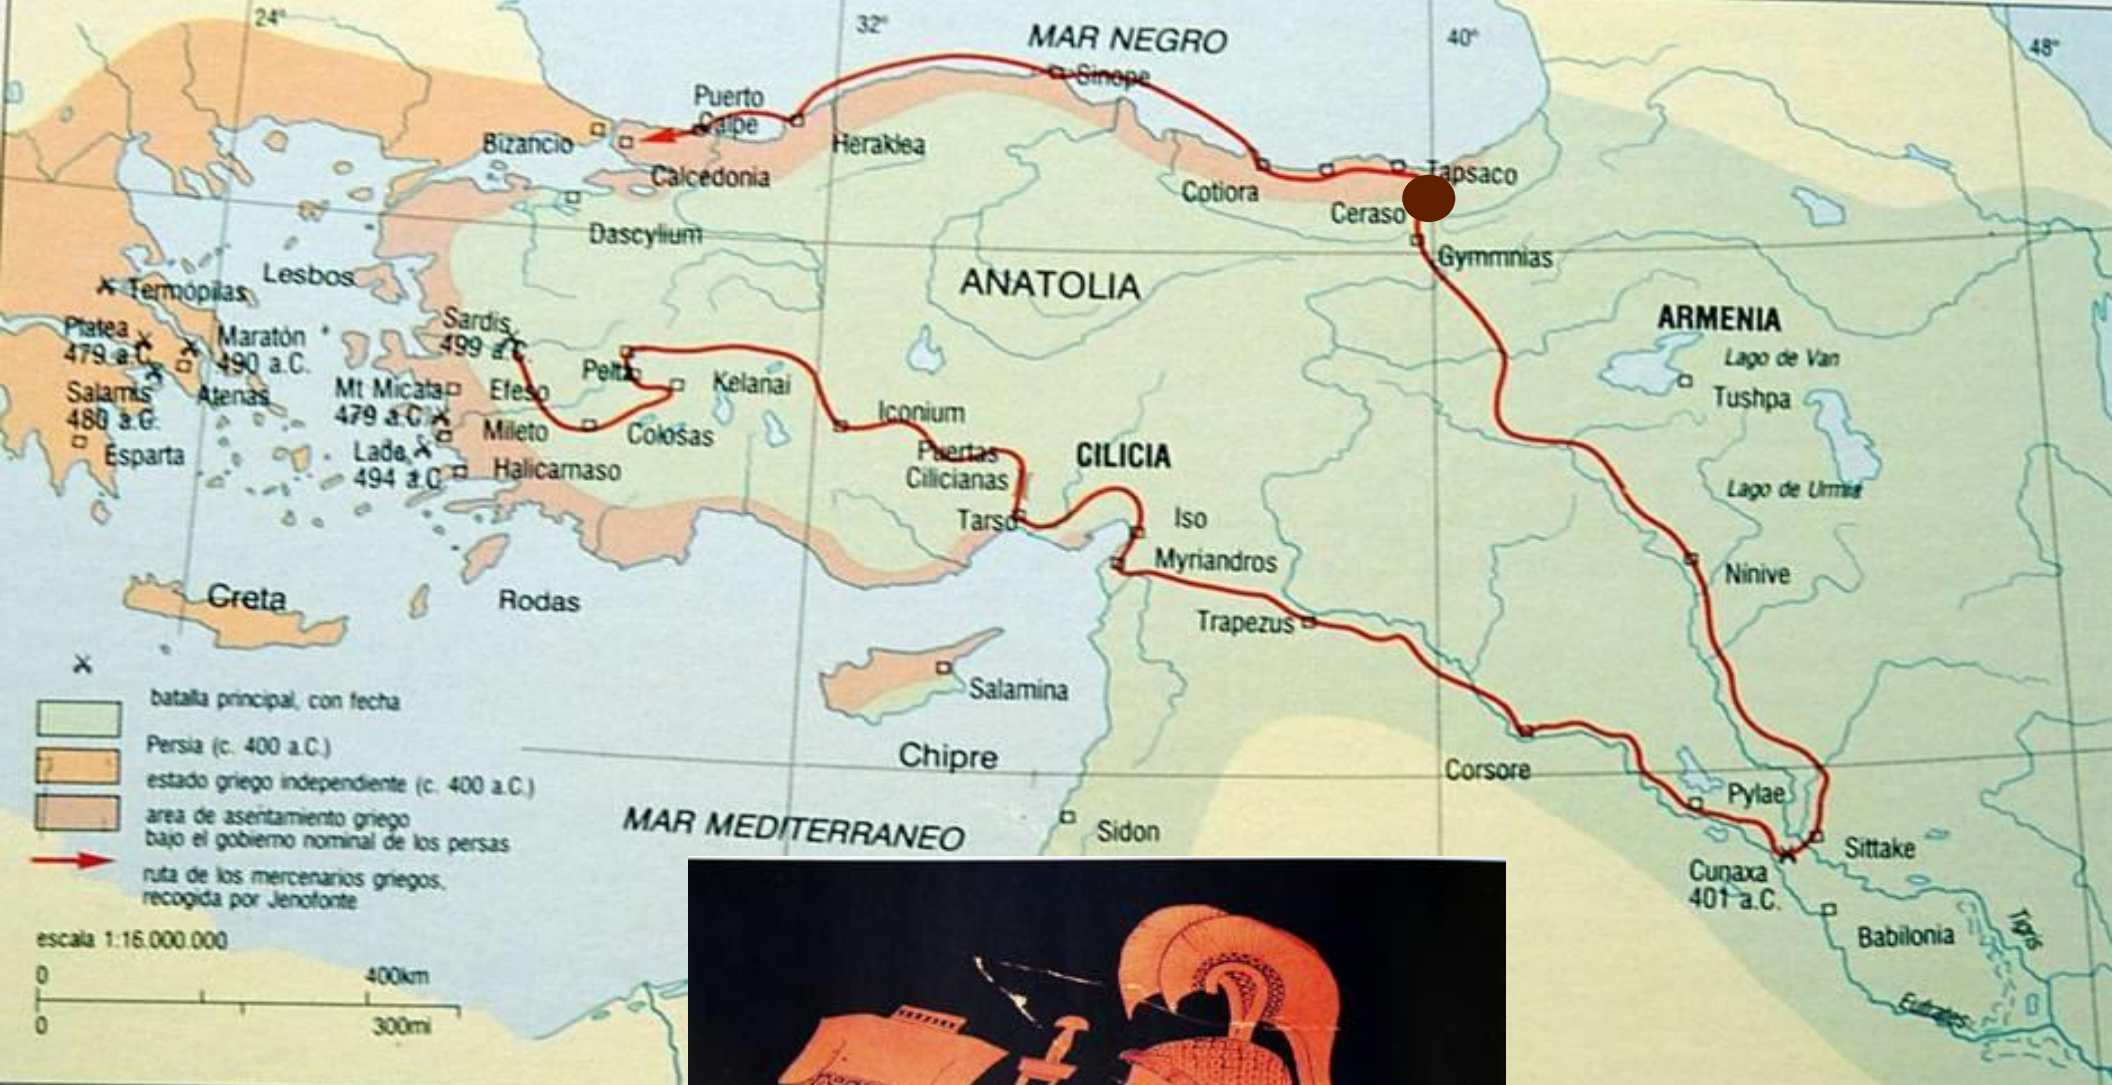 24°
32°
40°
48°
MAR NEGRO
Sinope
Puerto
Calpe
Bizancio
Heraklea
Calcedonia
Cotiora
Tapsaco
Ceraso
Dascylium
Gymmnias
Lesbos
ANATOLIA
Termopilas
ARMENIA
Platea
479 a.C.
Maratón
490 a.C.
Sardis
499 a.C.
Lago de Van
Tushpa
Pelta
Kelanai
Salamis
480 a.C.
Atenas
Mt Micala
479 a.C.
Efeso
Iconium
Mileto
Colosas
Esparta
Lade
494 a.C.
Halicarnaso
Puertas
Cilicianas
CILICIA
Lago de Urmia
Tarso
Iso
Myriandros
Ninive
Creta
Rodas
Trapezus
Salamina
Chipre
Corsore
Pylae
MAR MEDITERRANEO
Sidon
Sittake
Cunaxa
401 a.C.
Babilonia
Tigris
Eufrates
batalla principal, con fecha
Persia (c. 400 a.C.)
estado griego independiente (c. 400 a.C.)
area de asentamiento griego
bajo el gobierno nominal de los persas
ruta de los mercenarios griegos,
recogida por Jenofonte
escala 1:16.000.000
0
400km
0
300mi